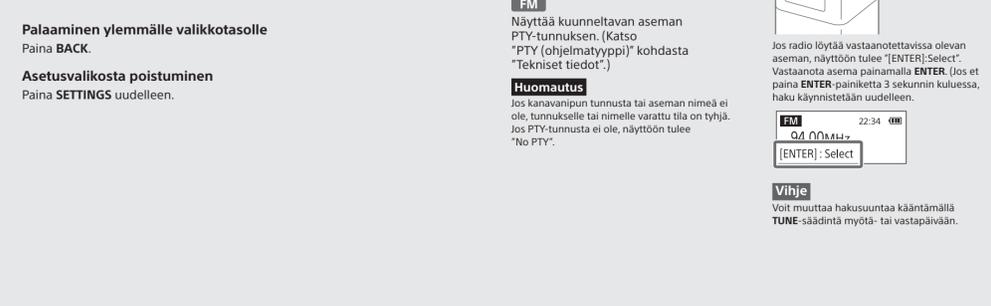 Palaaminen ylemmälle valikkotasolle
Paina BACK.
Asetusvalikosta poistuminen
Paina SETTINGS uudelleen.
FM
Näyttää kuunneltavan aseman
PTY-tunnuksen. (Katso
"PTY (ohjelmatyyppi)" kohdasta
"Tekniset tiedot".)
Huomautus
Jos kanavanipun tunnusta tai aseman nimeä ei
ole, tunnukselle tai nimelle varattu tila on tyhjä.
Jos PTY-tunnusta ei ole, näyttöön tulee
"No PTY".
Jos radio löytää vastaanotettavissa olevan
aseman, näyttöön tulee "[ENTER]:Select".
Vastaanota asema painamalla ENTER. (Jos et
paina ENTER-painiketta 3 sekunnin kuluessa,
haku käynnistetään uudelleen.
FM 22:34
94.00MHz
[ENTER] : Select
Vihje
Voit muuttaa hakusuuntaa kääntämällä
TUNE-säädintä myötä- tai vastapäivään.